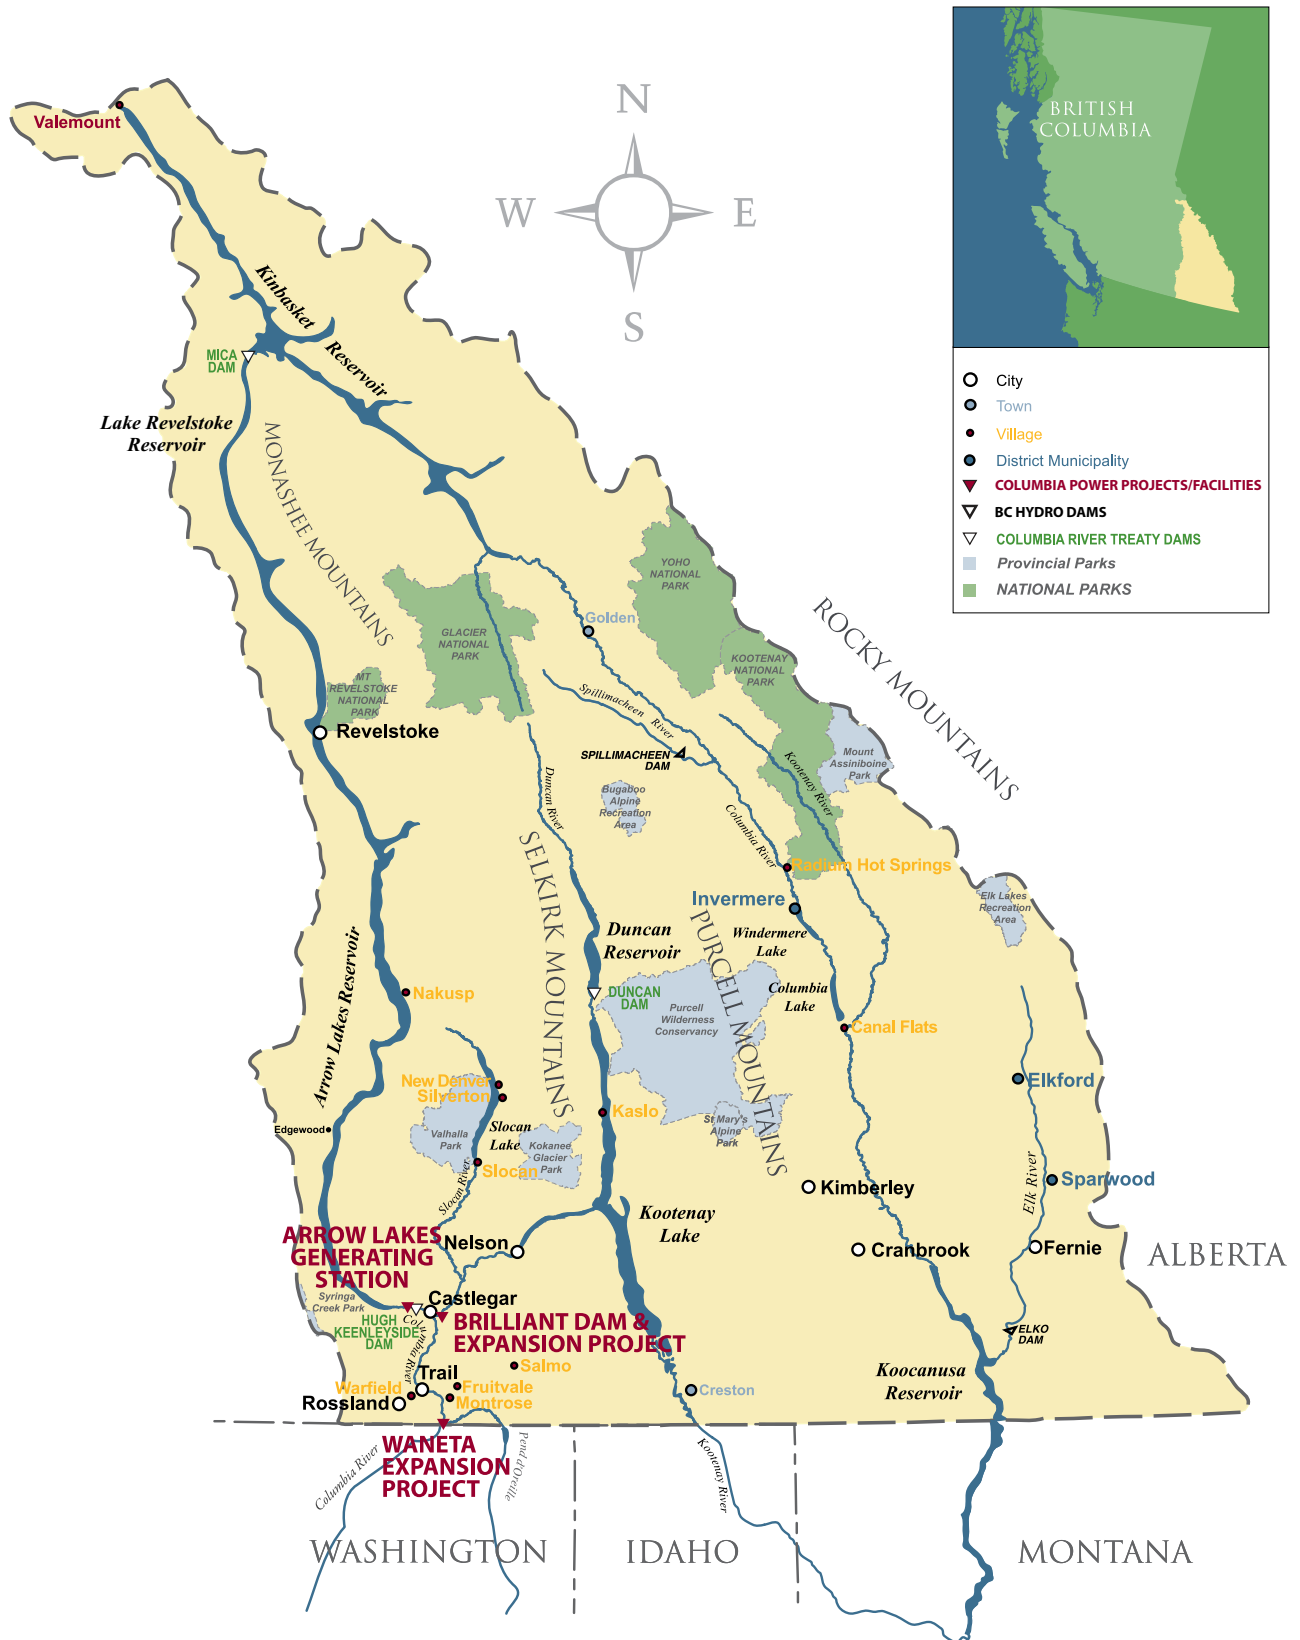 N
W
E
S
BRITISH
COLUMBIA
City
Town
Village
District Municipality
COLUMBIA POWER PROJECTS/FACILITIES
BC HYDRO DAMS
COLUMBIA RIVER TREATY DAMS
Provincial Parks
NATIONAL PARKS
Valemount
Kinbasket
Reservoir
MICA
DAM
Lake Revelstoke
Reservoir
MONASHEE MOUNTAINS
YOHO
NATIONAL
PARK
ROCKY MOUNTAINS
Golden
GLACIER
NATIONAL
PARK
KOOTENAY
NATIONAL
PARK
MT
REVELSTOKE
NATIONAL
PARK
Revelstoke
Spillimacheen River
SPILLIMACHEEN
DAM
Mount
Assiniboine
Park
Kootenay River
Duncan River
Bugaboo
Alpine
Recreation
Area
Columbia River
SELKIRK MOUNTAINS
Radium Hot Springs
Invermere
Elk Lakes
Recreation
Area
PURCELL MOUNTAINS
Windermere
Lake
Duncan
Reservoir
Arrow Lakes Reservoir
Nakusp
DUNCAN
DAM
Columbia
Lake
Purcell
Wilderness
Conservancy
Canal Flats
New Denver
Silverton
Elkford
Kaslo
Edgewood
Slocan
Lake
Valhalla
Park
Kokanee
Glacier
Park
St Mary's
Alpine
Park
Slocan
Slocan River
Elk River
Sparwood
Kimberley
Kootenay
Lake
ARROW LAKES
GENERATING
STATION
Nelson
Cranbrook
Fernie
ALBERTA
Syringa
Creek Park
Castlegar
HUGH
KEENLEYSIDE
DAM
Columbia River
BRILLIANT DAM &
EXPANSION PROJECT
ELKO
DAM
Salmo
Trail
Koocanusa
Reservoir
Warfield
Fruitvale
Montrose
Creston
Rossland
WANETA
EXPANSION
PROJECT
Columbia River
Pend d'Oreille
Kootenay River
WASHINGTON
IDAHO
MONTANA